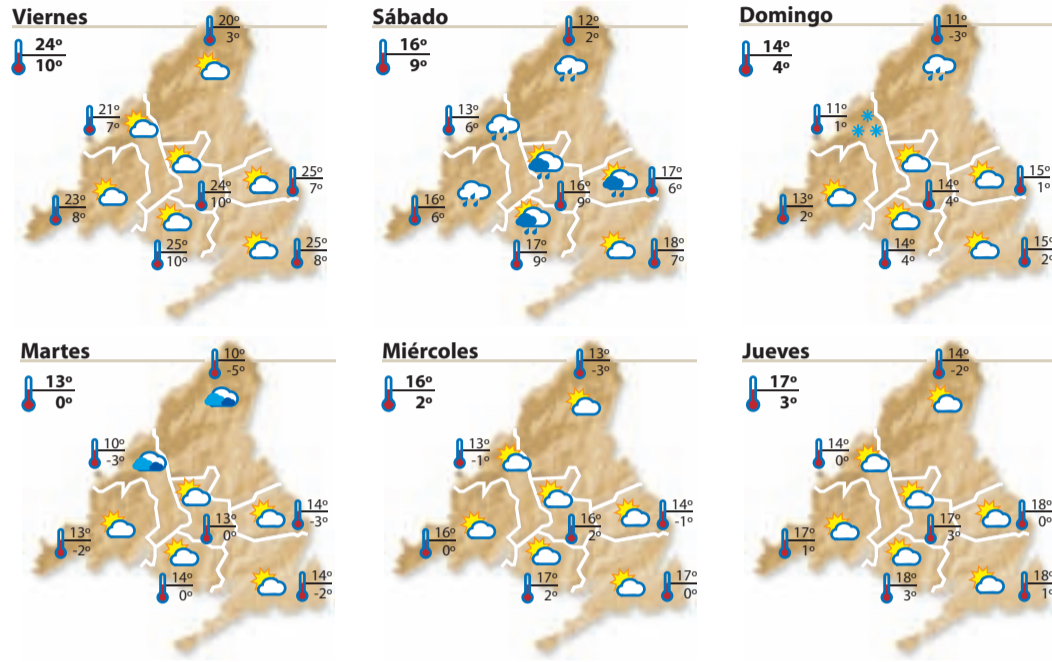 Viernes
24º
10º
20º
3º
21º
7º
25º
7º
23º
8º
24º
10º
25º
10º
25º
8º
Sábado
16º
9º
12º
2º
13º
6º
17º
6º
16º
6º
16º
9º
17º
9º
18º
7º
Domingo
14º
4º
11º
-3º
11º
1º
15º
1º
13º
2º
14º
4º
14º
4º
15º
2º
Martes
13º
0º
10º
-5º
10º
-3º
14º
-3º
13º
-2º
13º
0º
14º
0º
14º
-2º
Miércoles
16º
2º
13º
-3º
13º
-1º
14º
-1º
16º
0º
16º
2º
17º
2º
17º
0º
Jueves
17º
3º
14º
-2º
14º
0º
18º
0º
17º
1º
17º
3º
18º
3º
18º
1º